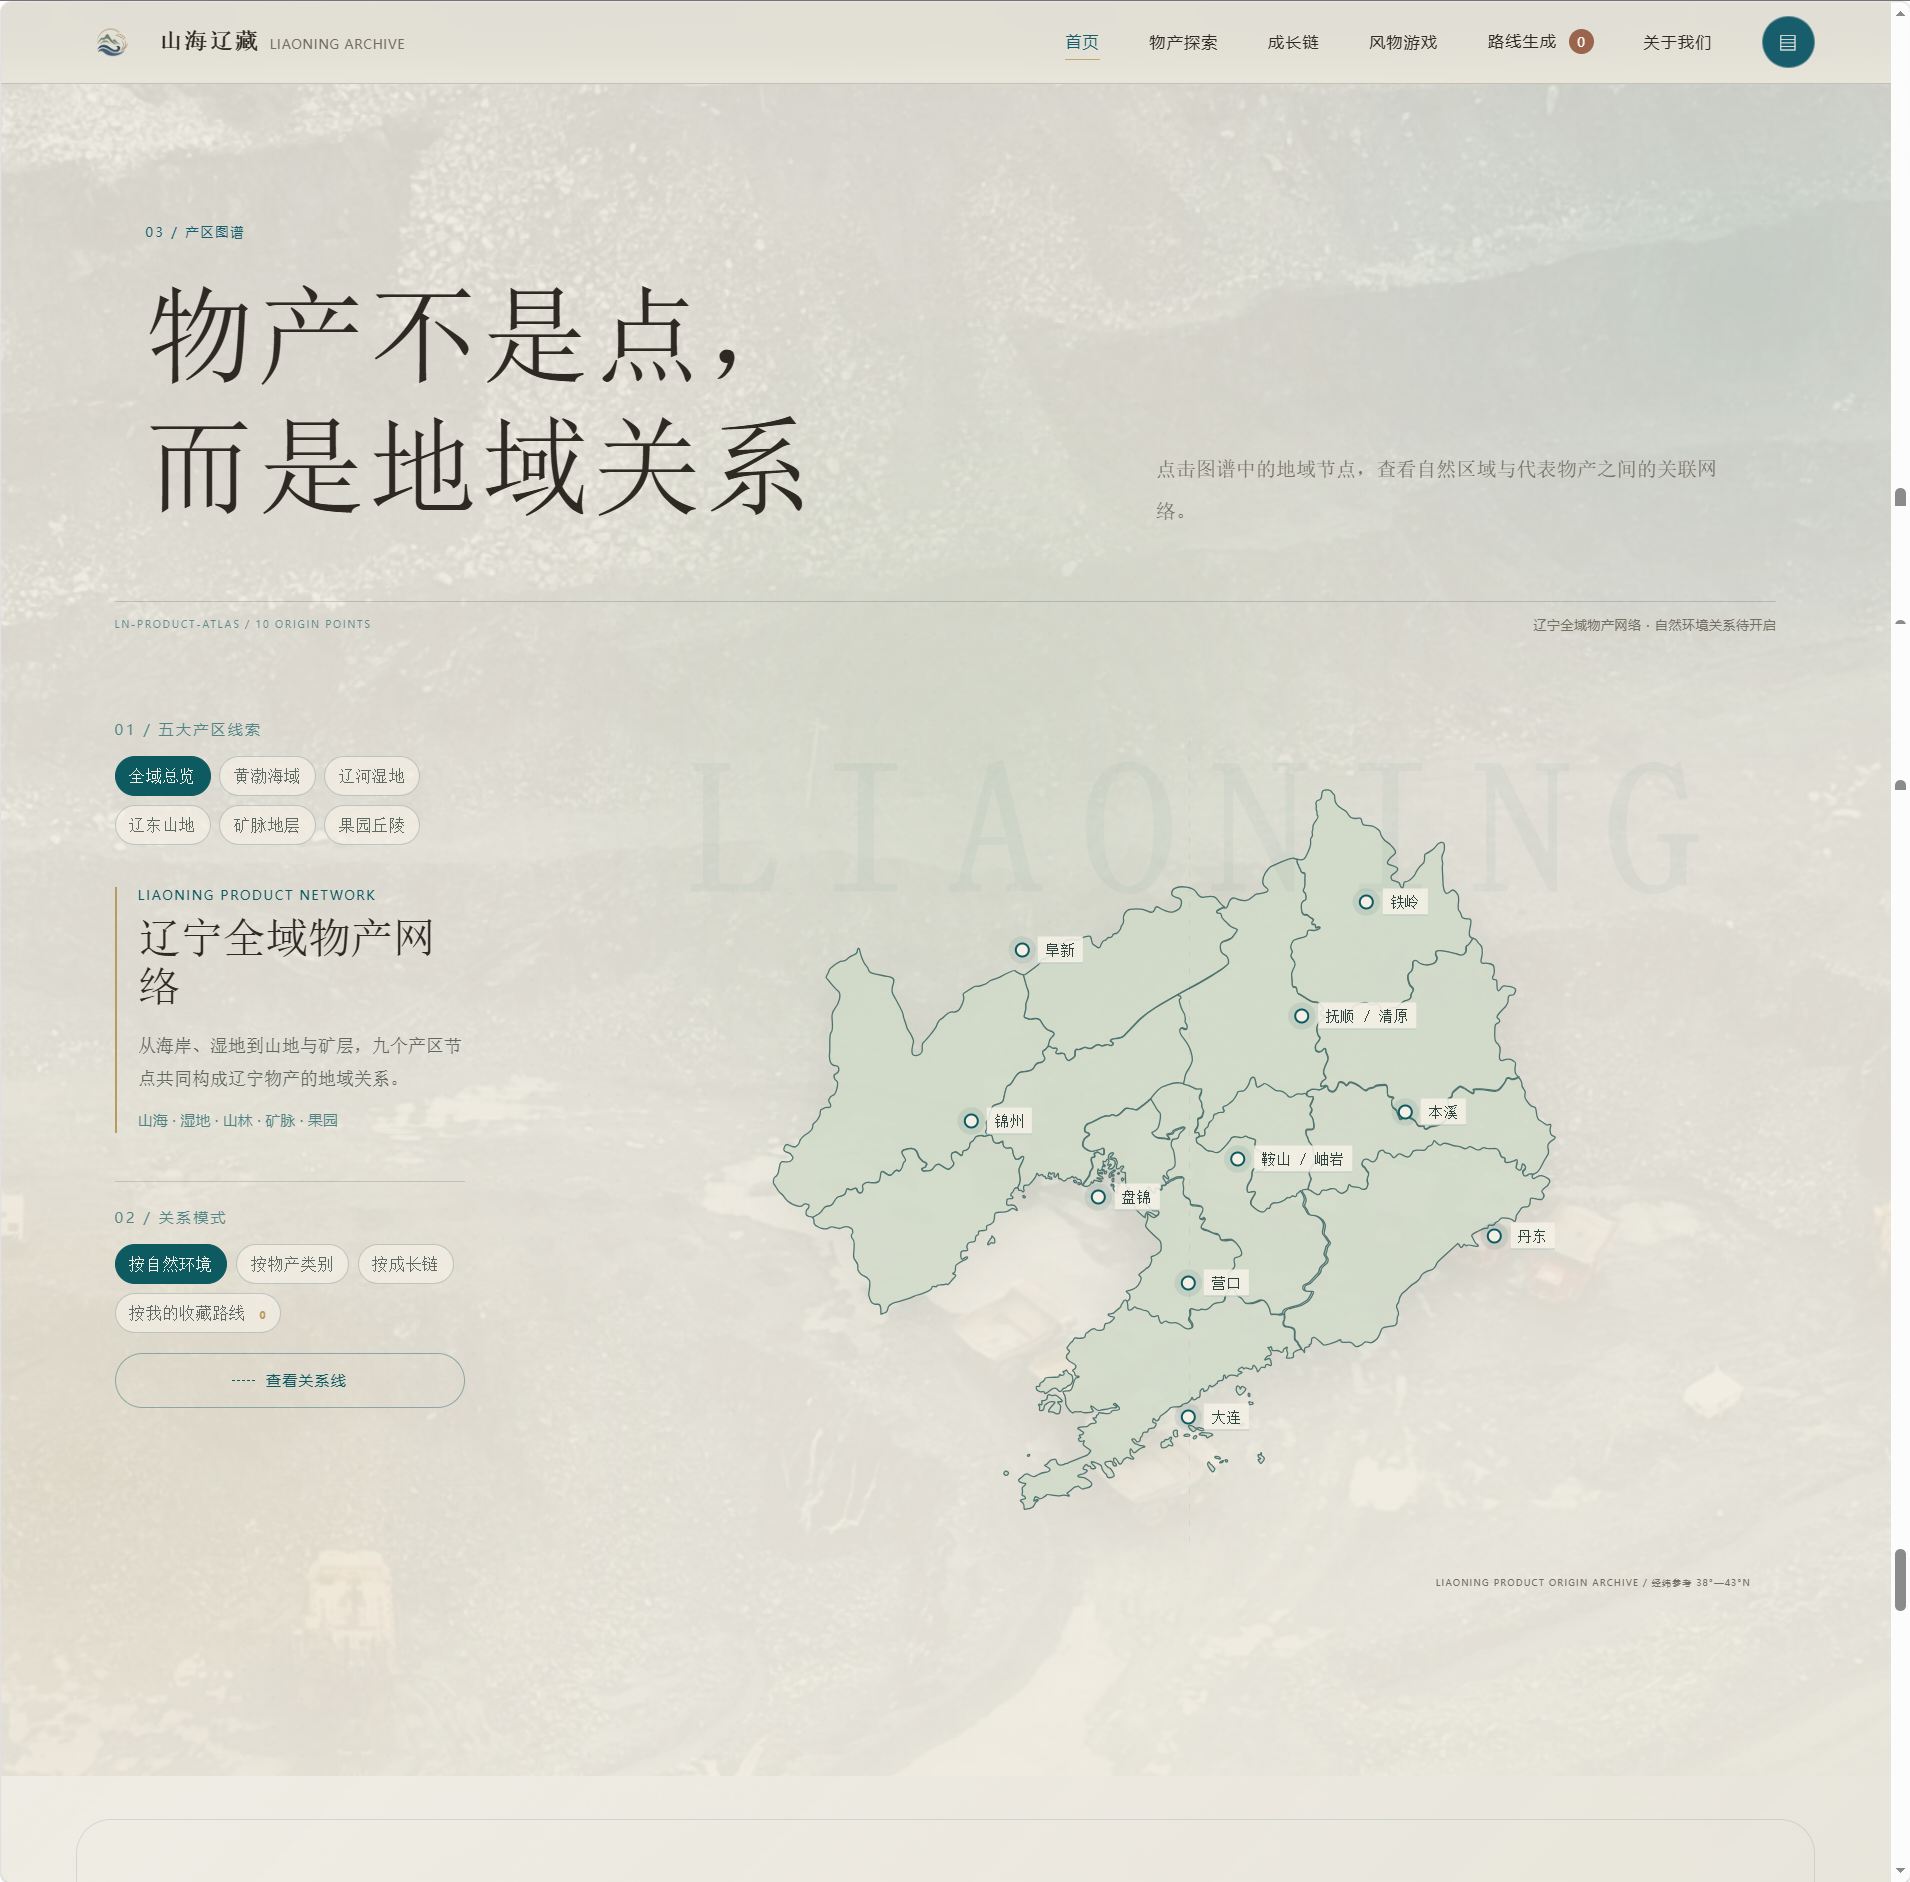 山海辽藏 LIAONING ARCHIVE 首页 物产探索 成长链 风物游戏 路线生成 0 关于我们
03 / 产区图谱
物产不是点，
而是地域关系
点击图谱中的地域节点，查看自然区域与代表物产之间的关联网
络。
LN-PRODUCT-ATLAS / 10 ORIGIN POINTS
辽宁全域物产网络 · 自然环境关系待开启
01 / 五大产区线索
全域总览 黄渤海域 辽河湿地
辽东山地 矿脉地层 果园丘陵
LIAONING PRODUCT NETWORK
辽宁全域物产网
络
从海岸、湿地到山地与矿层，九个产区节
点共同构成辽宁物产的地域关系。
山海 · 湿地 · 山林 · 矿脉 · 果园
02 / 关系模式
按自然环境 按物产类别 按成长链
按我的收藏路线 0
查看关系线
LIAONING
铁岭
阜新
抚顺 / 清原
本溪
锦州
鞍山 / 岫岩
盘锦
丹东
营口
大连
LIAONING PRODUCT ORIGIN ARCHIVE / 经纬参考 38°—43°N